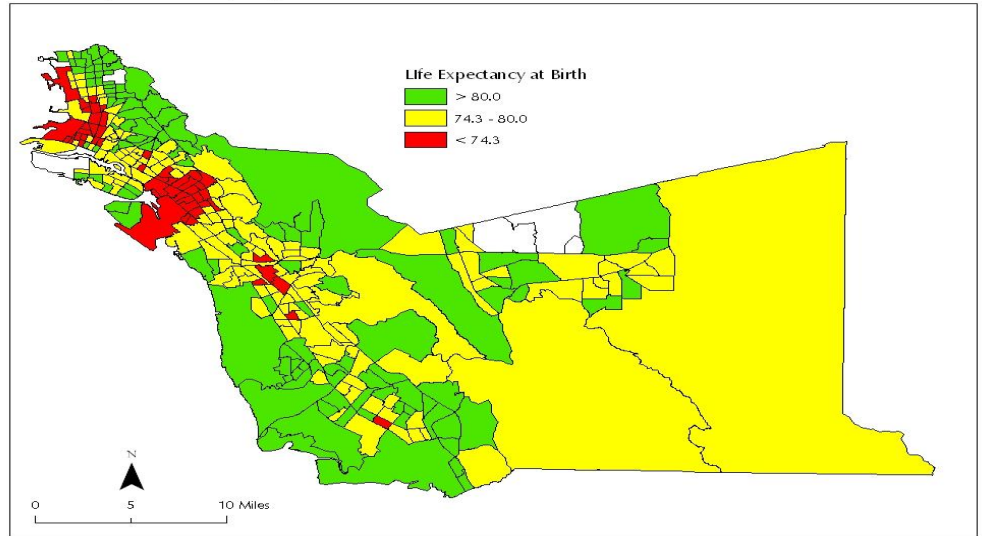 LIfe Expectancy at Birth
> 80.0
74.3 - 80.0
< 74.3
N
0 5 10 Miles